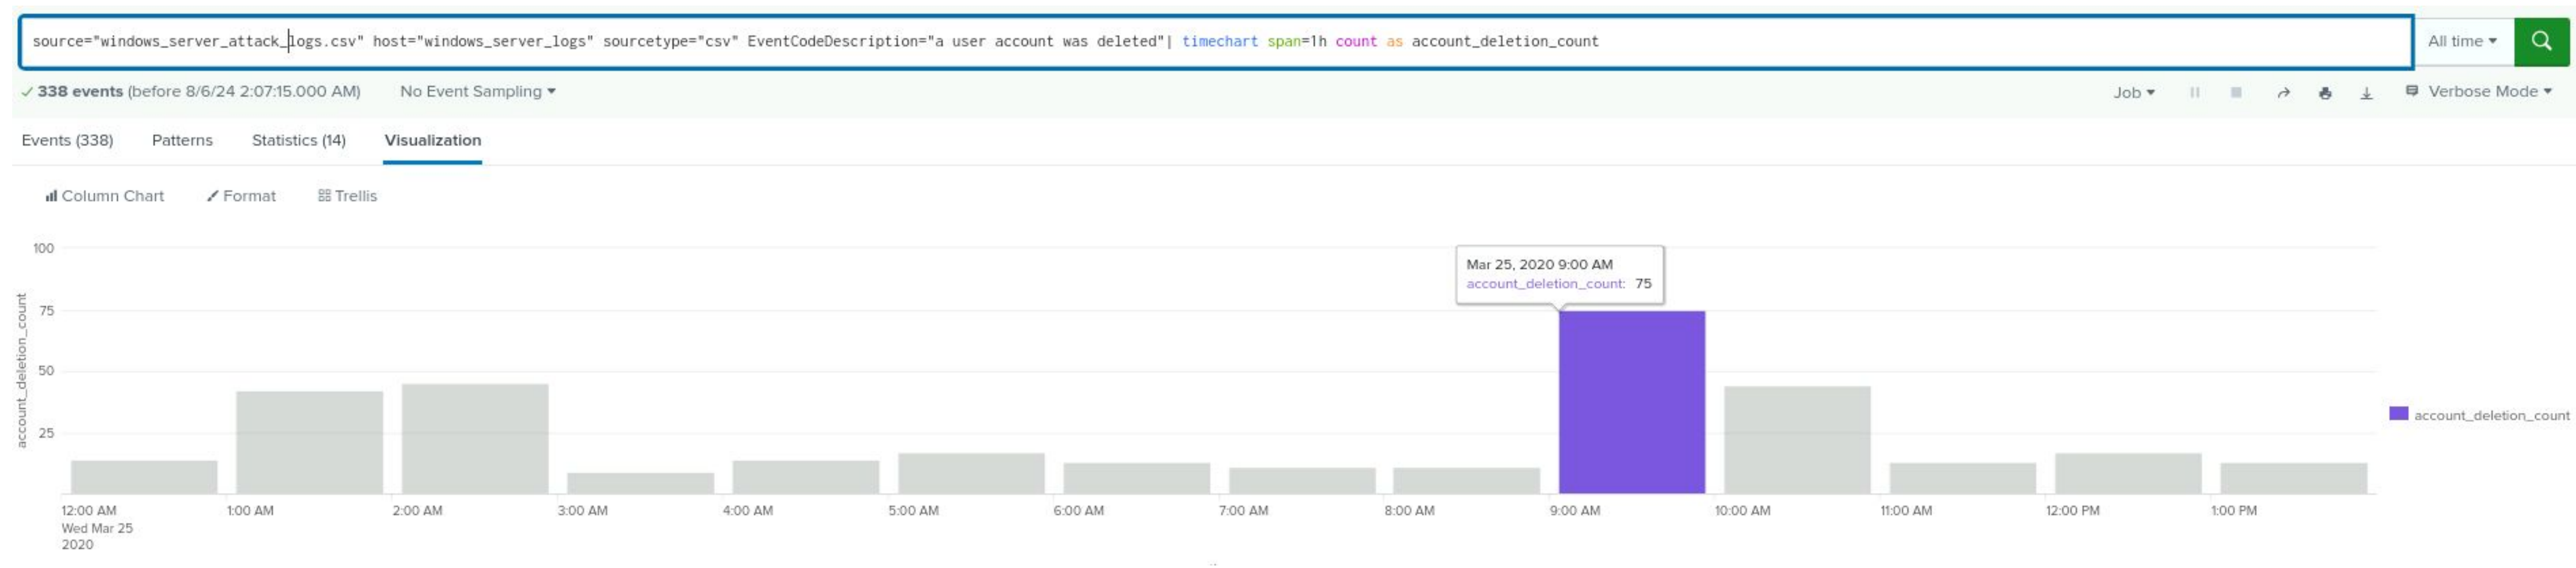 source="windows_server_attack_logs.csv" host="windows_server_logs" sourcetype="csv" EventCodeDescription="a user account was deleted"| timechart span=1h count as account_deletion_count
All time
338 events (before 8/6/24 2:07:15.000 AM)
No Event Sampling
Job
Verbose Mode
Events (338)
Patterns
Statistics (14)
Visualization
Column Chart
Format
Trellis
account_deletion_count
100
75
50
25
Mar 25, 2020 9:00 AM
account_deletion_count: 75
account_deletion_count
12:00 AM
Wed Mar 25
2020
1:00 AM
2:00 AM
3:00 AM
4:00 AM
5:00 AM
6:00 AM
7:00 AM
8:00 AM
9:00 AM
10:00 AM
11:00 AM
12:00 PM
1:00 PM